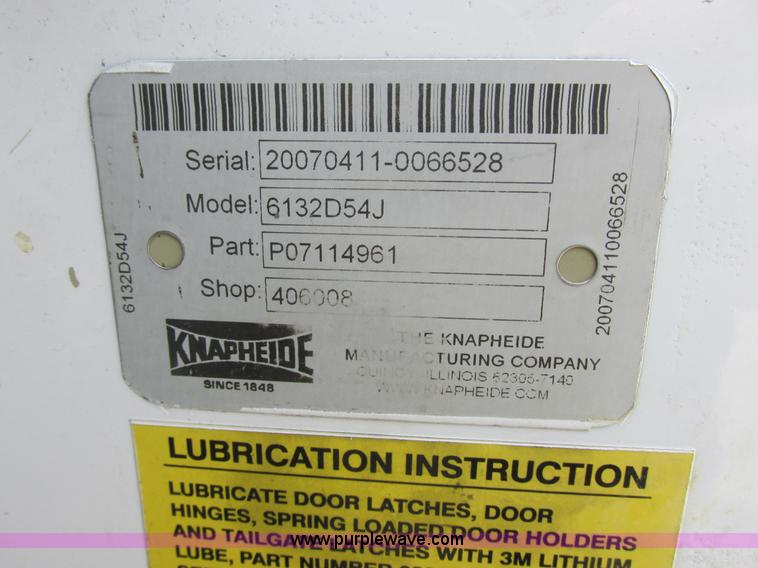 Serial: 20070411-0066528
Model: 6132D54J
Part: P07114961
Shop: 406008
6132D54J
200704110066528
KNAPHEIDE
SINCE 1848
THE KNAPHEIDE
MANUFACTURING COMPANY
QUINCY, ILLINOIS 62305-7140
WWW.KNAPHEIDE.COM
LUBRICATION INSTRUCTION
LUBRICATE DOOR LATCHES, DOOR
HINGES, SPRING LOADED DOOR HOLDERS
AND TAILGATE LATCHES WITH 3M LITHIUM
www.purplewave.com
LUBE, PART NUMBER